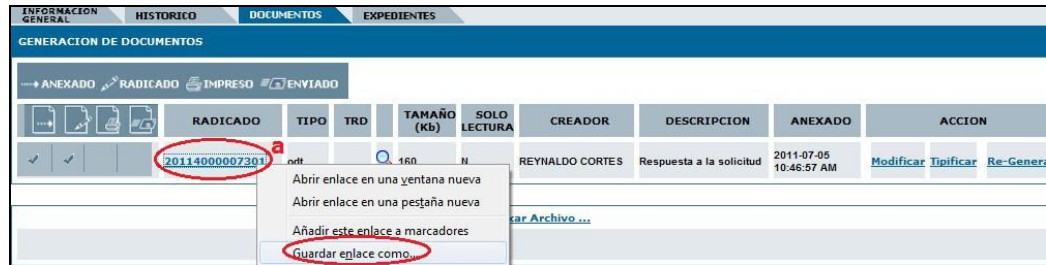 INFORMACION GENERAL HISTORICO DOCUMENTOS EXPEDIENTES
GENERACION DE DOCUMENTOS
ANEXADO RADICADO IMPRESO ENVIADO
RADICADO TIPO TRD TAMAÑO (Kb) SOLO LECTURA CREADOR DESCRIPCION ANEXADO ACCION
20114000007301 a odt 160 N REYNALDO CORTES Respuesta a la solicitud 2011-07-05 10:46:57 AM Modificar Tipificar Re-Genera
Abrir enlace en una ventana nueva
Abrir enlace en una pestaña nueva
Archivo ...
Añadir este enlace a marcadores
Guardar enlace como...